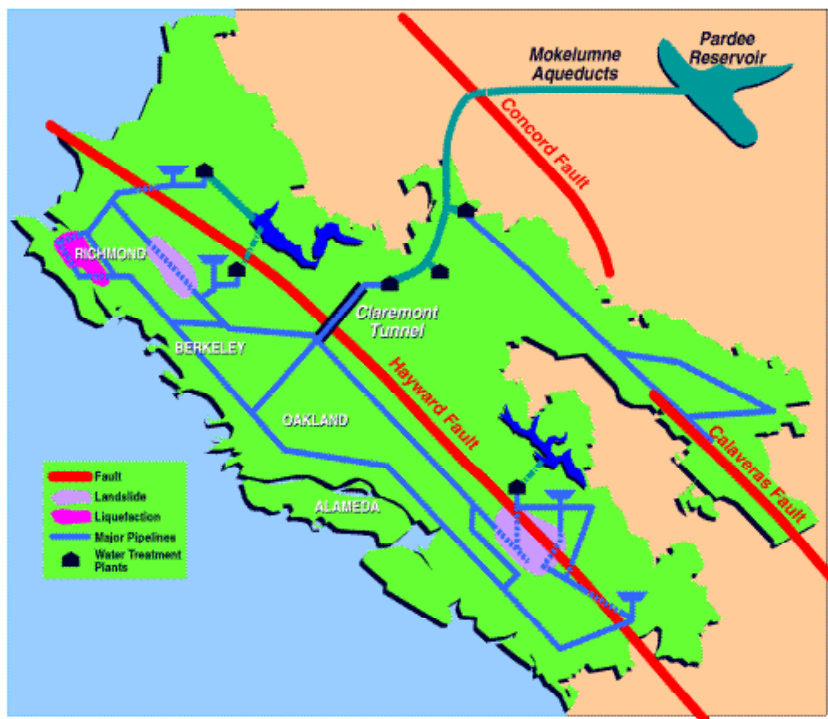 Pardee
Reservoir
Mokelumne
Aqueducts
Concord Fault
RICHMOND
Claremont
Tunnel
BERKELEY
Hayward Fault
OAKLAND
Calaveras Fault
ALAMEDA
Fault
Landslide
Liquefaction
Major Pipelines
Water Treatment
Plants